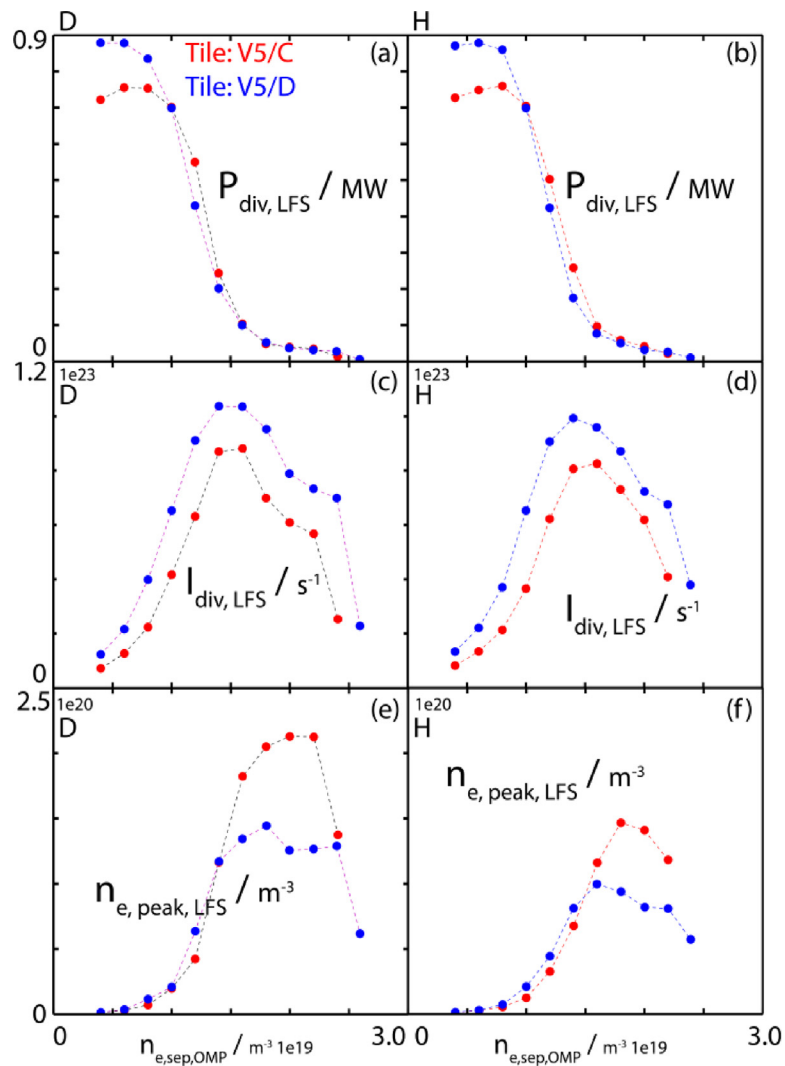 D
H
0.9
Tile: V5/C
(a)
(b)
Tile: V5/D
P div, LFS / MW
P div, LFS / MW
0
1.2
1e23
D
(c)
1e23
H
(d)
I div, LFS / s-1
I div, LFS / s-1
0
2.5
1e20
D
(e)
1e20
H
(f)
n e, peak, LFS / m-3
n e, peak, LFS / m-3
0
0
3.0
0
3.0
n e,sep,OMP / m-3 1e19
n e,sep,OMP / m-3 1e19